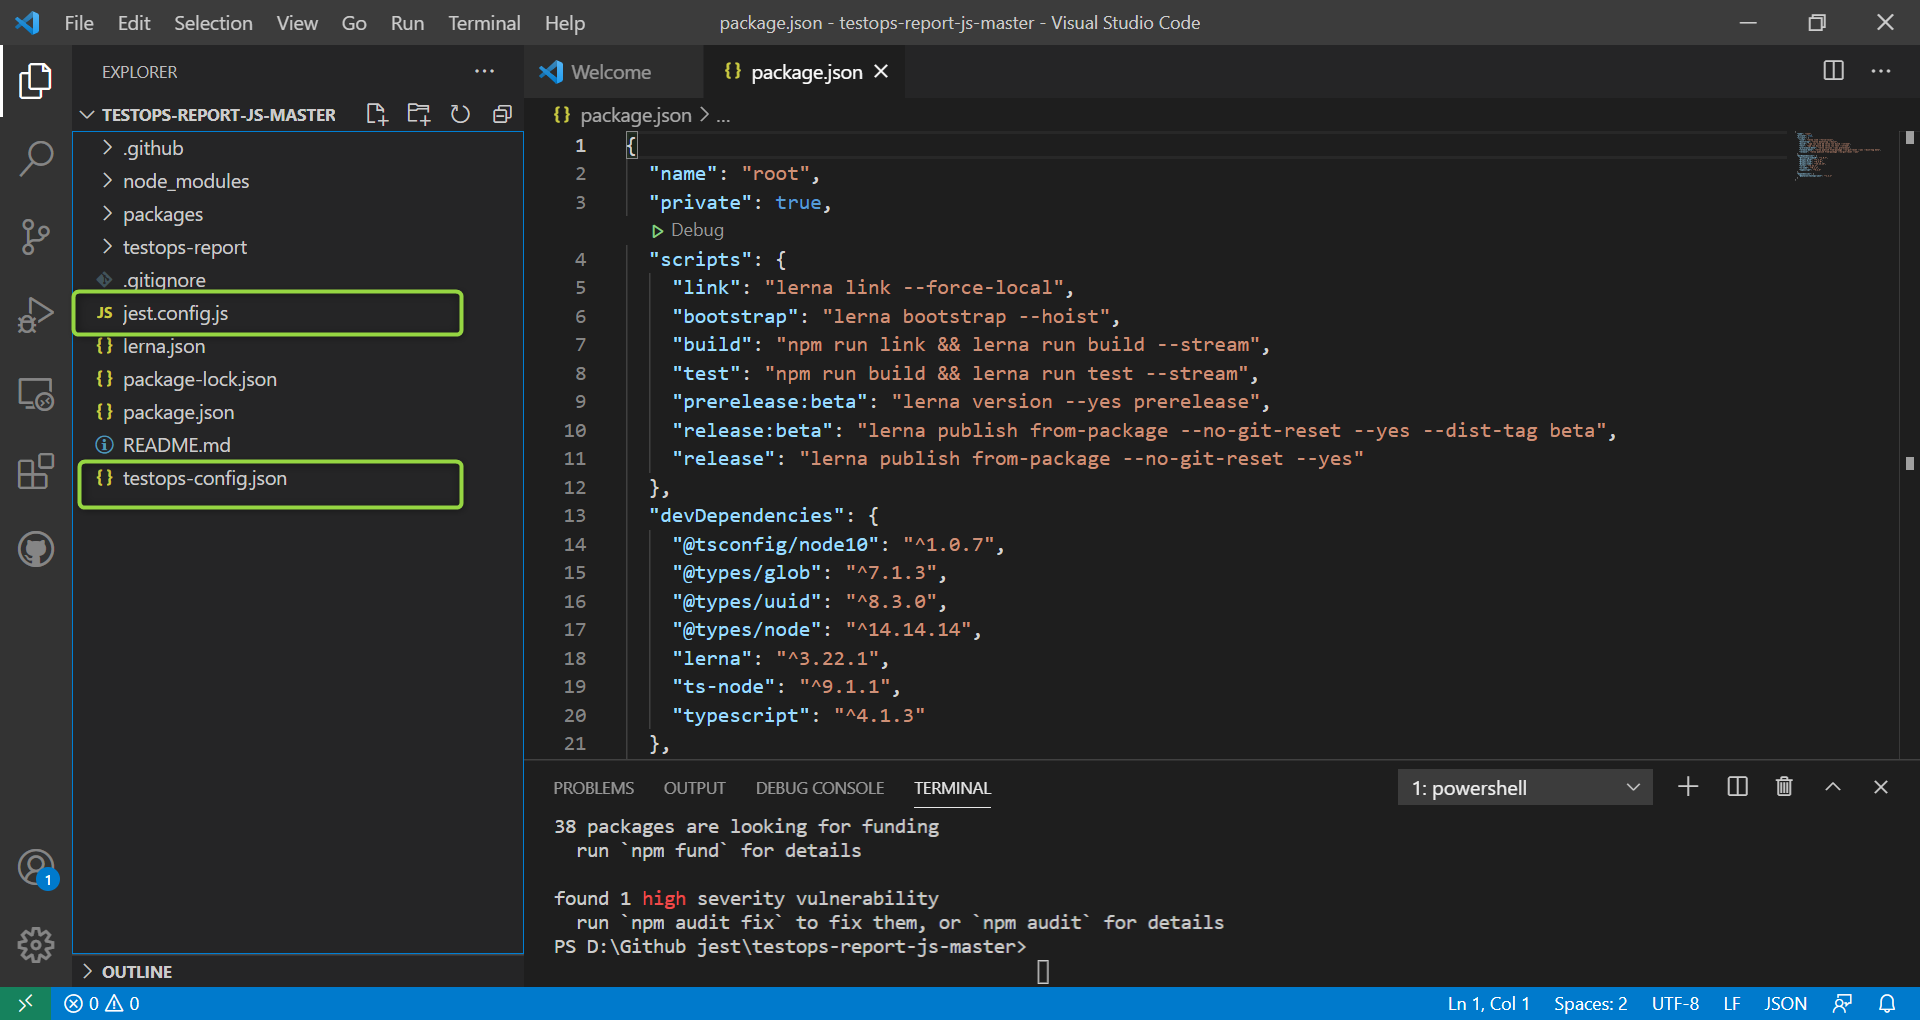 File Edit Selection View Go Run Terminal Help
package.json - testops-report-js-master - Visual Studio Code
EXPLORER
TESTOPS-REPORT-JS-MASTER
.github
node_modules
packages
testops-report
.gitignore
JS jest.config.js
{} lerna.json
{} package-lock.json
{} package.json
README.md
{} testops-config.json
OUTLINE
1
Welcome
{} package.json
{} package.json > ...
1 {
2 "name": "root",
3 "private": true,
Debug
4 "scripts": {
5 "link": "lerna link --force-local",
6 "bootstrap": "lerna bootstrap --hoist",
7 "build": "npm run link && lerna run build --stream",
8 "test": "npm run build && lerna run test --stream",
9 "prerelease:beta": "lerna version --yes prerelease",
10 "release:beta": "lerna publish from-package --no-git-reset --yes --dist-tag beta",
11 "release": "lerna publish from-package --no-git-reset --yes"
12 },
13 "devDependencies": {
14 "@tsconfig/node10": "^1.0.7",
15 "@types/glob": "^7.1.3",
16 "@types/uuid": "^8.3.0",
17 "@types/node": "^14.14.14",
18 "lerna": "^3.22.1",
19 "ts-node": "^9.1.1",
20 "typescript": "^4.1.3"
21 },
PROBLEMS OUTPUT DEBUG CONSOLE TERMINAL
1: powershell
38 packages are looking for funding
run `npm fund` for details
found 1 high severity vulnerability
run `npm audit fix` to fix them, or `npm audit` for details
PS D:\Github jest\testops-report-js-master>
0 0
Ln 1, Col 1 Spaces: 2 UTF-8 LF JSON